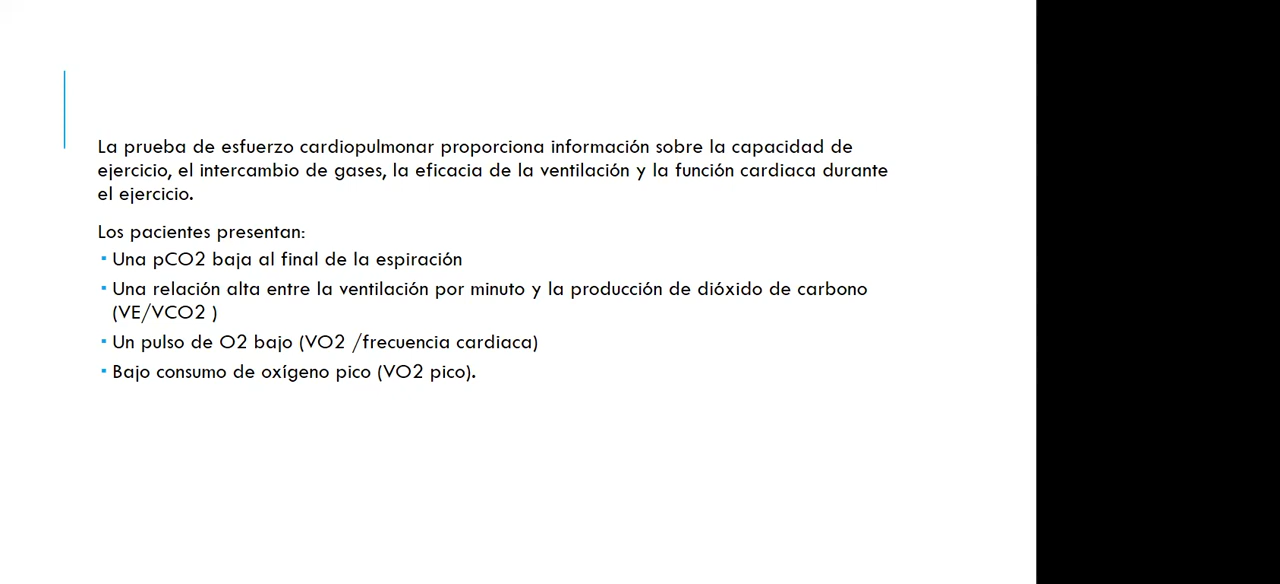 La prueba de esfuerzo cardiopulmonar proporciona información sobre la capacidad de
ejercicio, el intercambio de gases, la eficacia de la ventilación y la función cardiaca durante
el ejercicio.
Los pacientes presentan:
▪ Una pCO2 baja al final de la espiración
▪ Una relación alta entre la ventilación por minuto y la producción de dióxido de carbono
(VE/VCO2 )
▪ Un pulso de O2 bajo (VO2 /frecuencia cardiaca)
▪ Bajo consumo de oxígeno pico (VO2 pico).